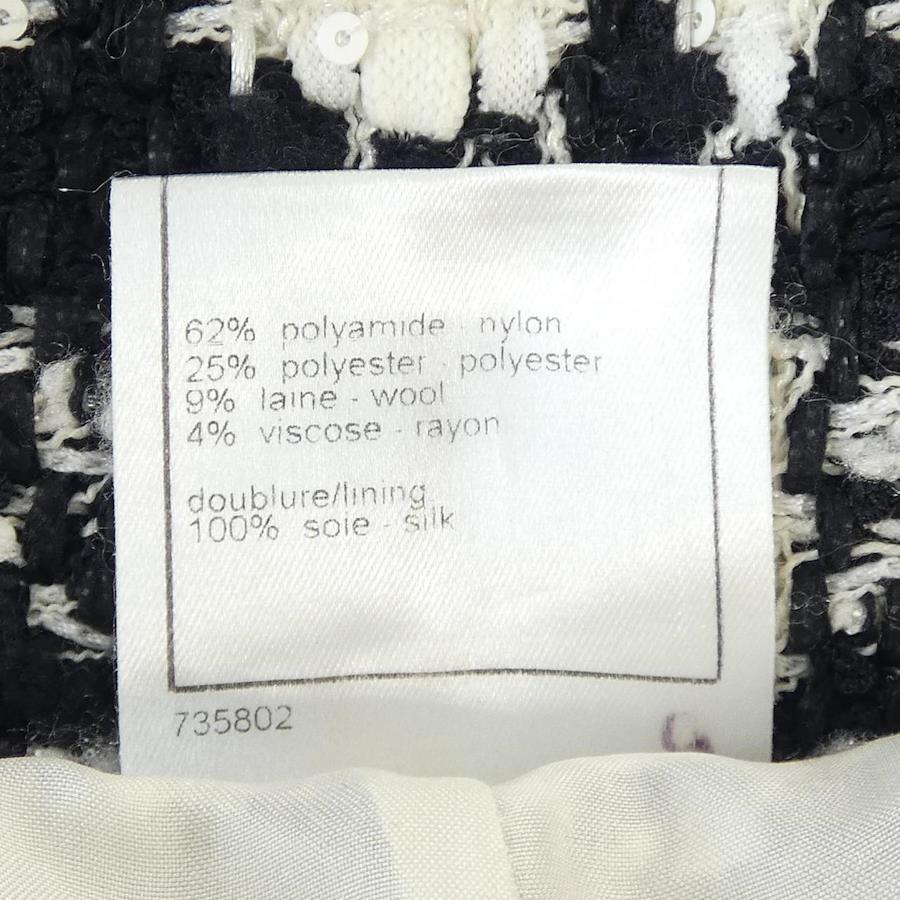 62% polyamide - nylon
25% polyester - polyester
9% laine - wool
4% viscose - rayon
doublure/lining
100% soie - silk
735802